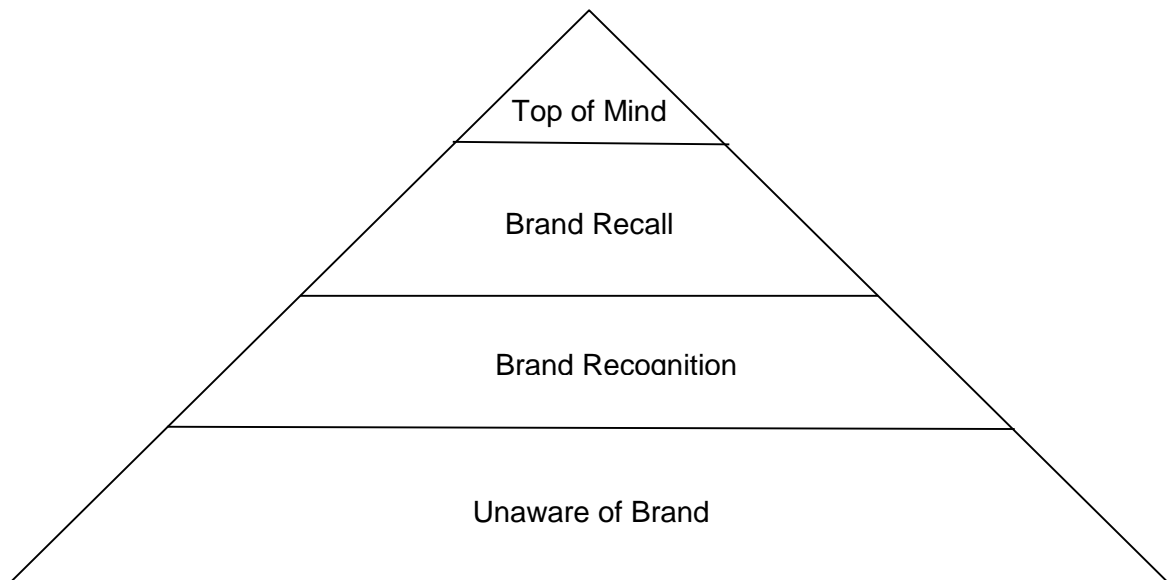 Top of Mind
Brand Recall
Brand Recognition
Unaware of Brand